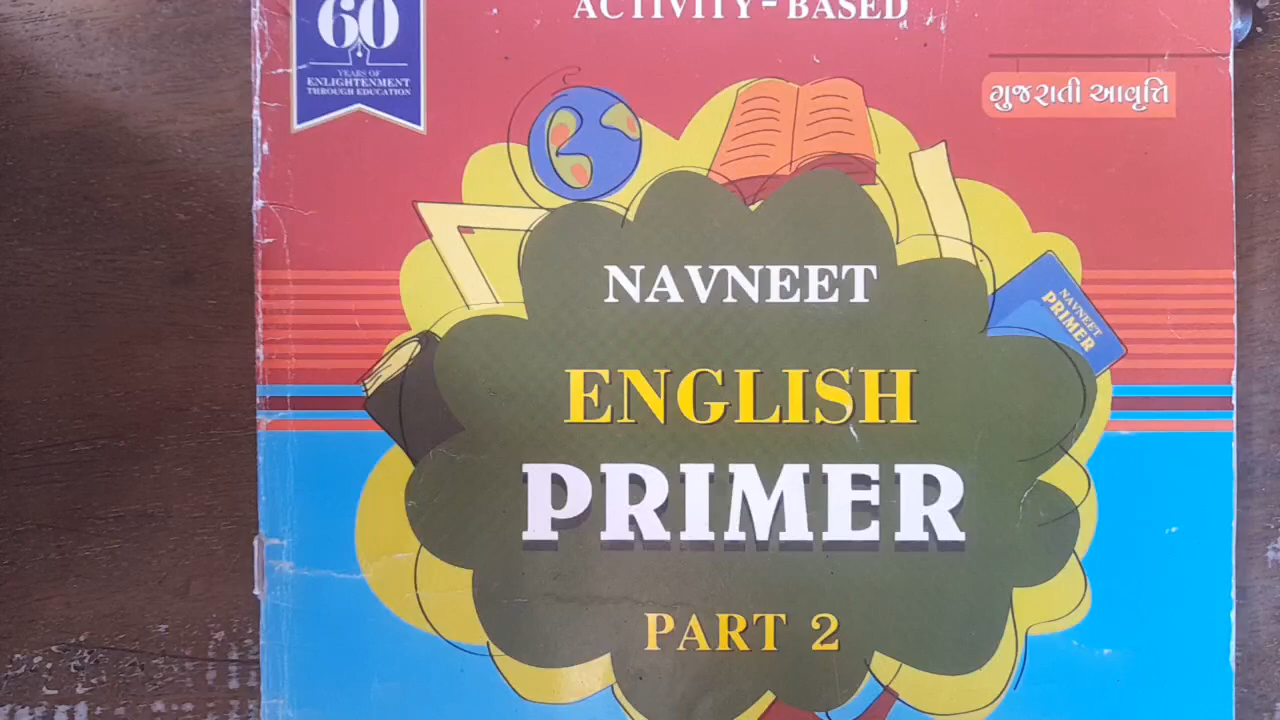 ACTIVITY-BASED
60
YEARS OF
ENLIGHTENMENT
THROUGH EDUCATION
ગુજરાતી આવૃત્તિ
NAVNEET
PRIMER
NAVNEET
ENGLISH
PRIMER
PART 2